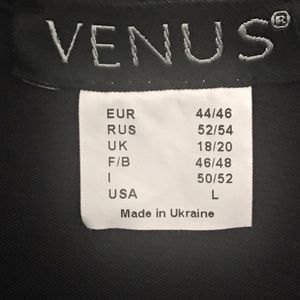 VENUS®
EUR 44/46
RUS 52/54
UK 18/20
F/B 46/48
I 50/52
USA L
Made in Ukraine